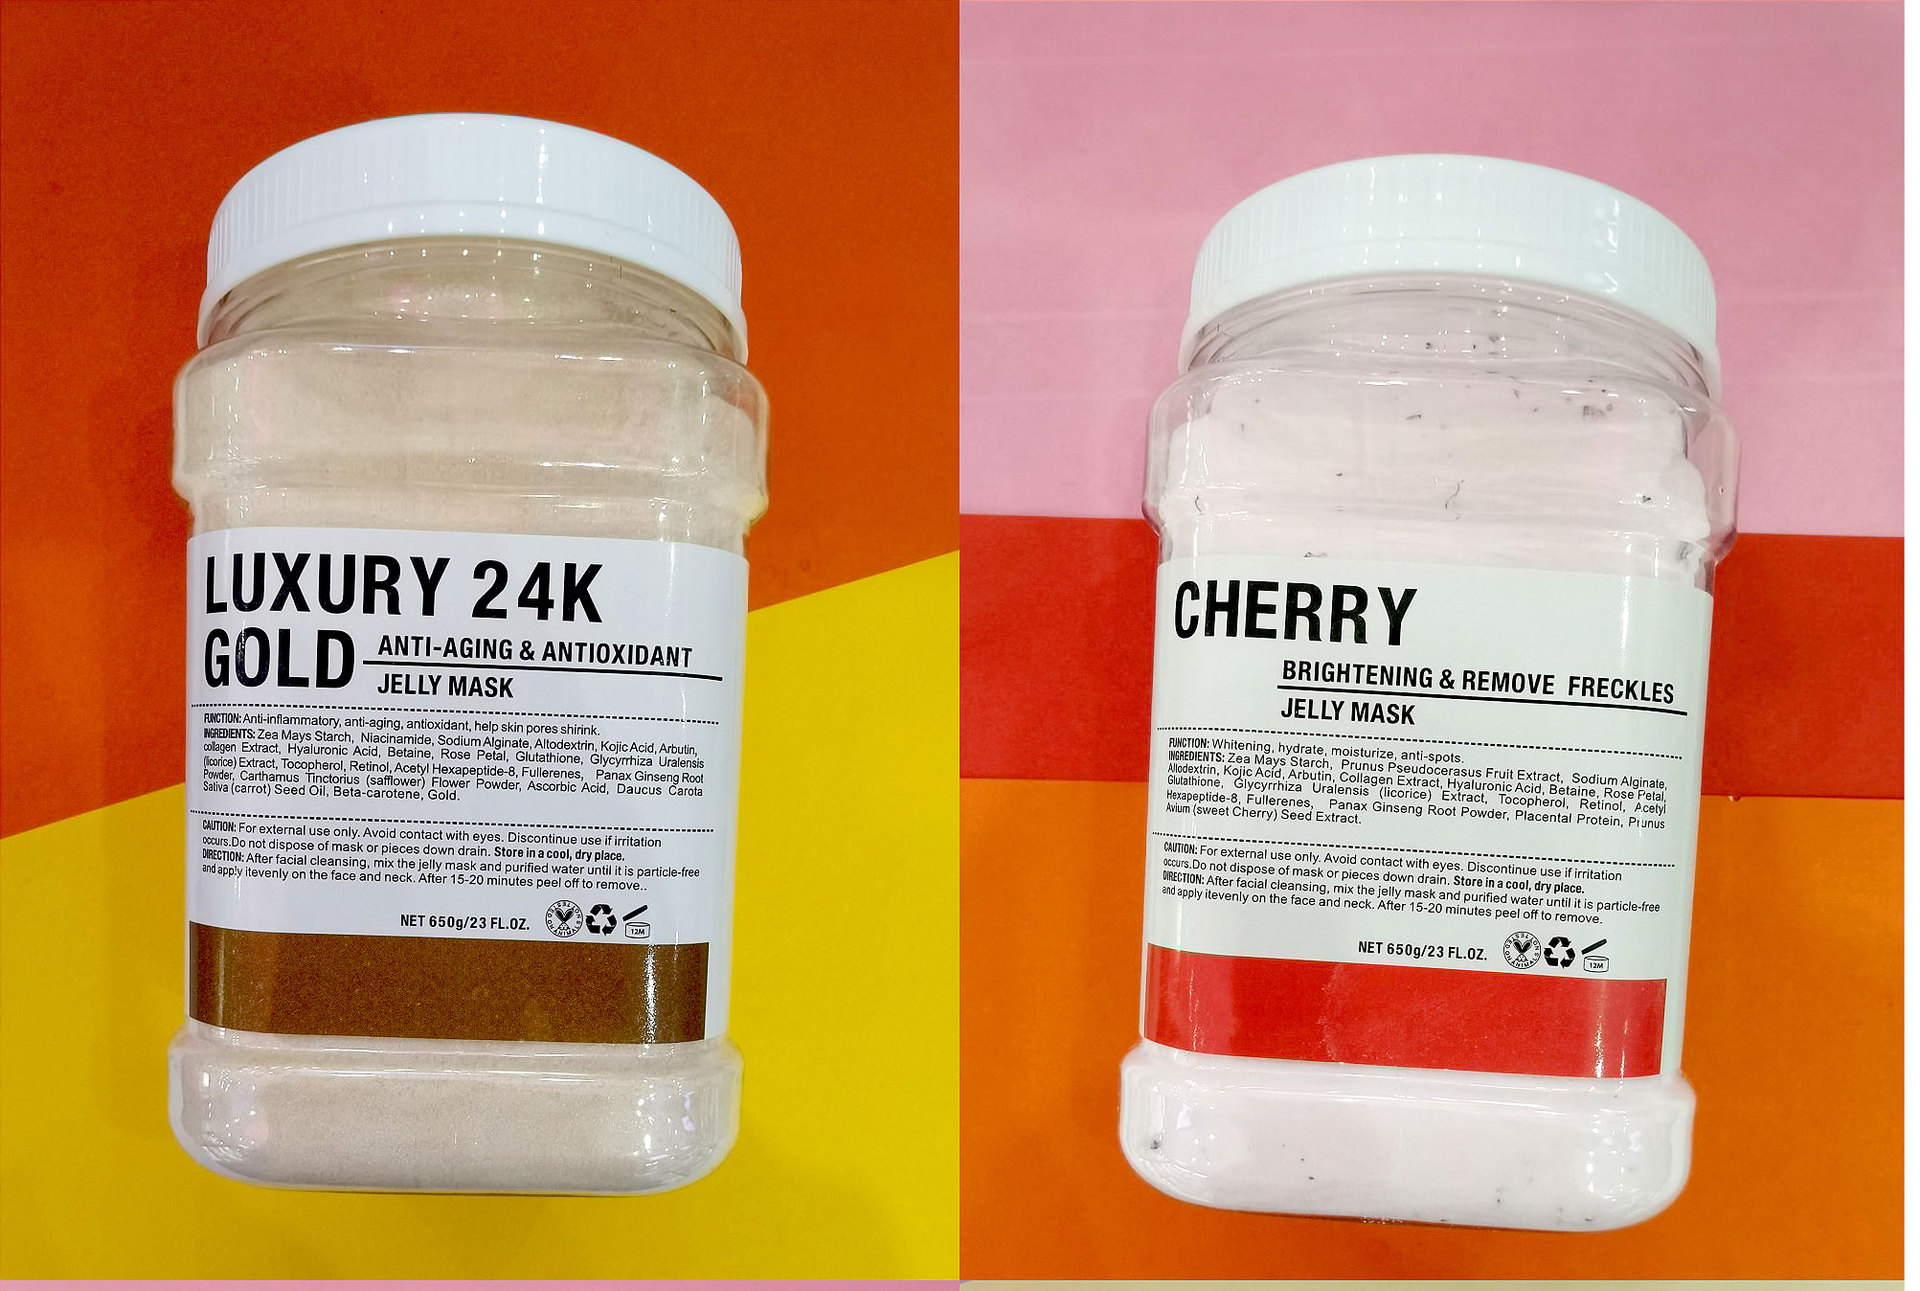 LUXURY 24K
GOLD
ANTI-AGING & ANTIOXIDANT
JELLY MASK
FUNCTION: Anti-inflammatory, anti-aging, antioxidant, help skin pores shirink.
INGREDIENTS: Zea Mays Starch, Niacinamide, Sodium Alginate, Altodextrin, Kojic Acid, Arbutin,
collagen Extract, Hyaluronic Acid, Betaine, Rose Petal, Glutathione, Glycyrrhiza Uralensis
(licorice) Extract, Tocopherol, Retinol, Acetyl Hexapeptide-8, Fullerenes, Panax Ginseng Root
Powder, Carthamus Tinctorius (safflower) Flower Powder, Ascorbic Acid, Daucus Carota
Sativa (carrot) Seed Oil, Beta-carotene, Gold.
CAUTION: For external use only. Avoid contact with eyes. Discontinue use if irritation
occurs.Do not dispose of mask or pieces down drain. Store in a cool, dry place.
DIRECTION: After facial cleansing, mix the jelly mask and purified water until it is particle-free
and apply itevenly on the face and neck. After 15-20 minutes peel off to remove..
NET 650g/23 FL.OZ.
NOT TESTED ON ANIMALS
12M
CHERRY
BRIGHTENING & REMOVE FRECKLES
JELLY MASK
FUNCTION: Whitening, hydrate, moisturize, anti-spots.
INGREDIENTS: Zea Mays Starch, Prunus Pseudocerasus Fruit Extract, Sodium Alginate,
Altodextrin, Kojic Acid, Arbutin, Collagen Extract, Hyaluronic Acid, Betaine, Rose Petal,
Glutathione, Glycyrrhiza Uralensis (licorice) Extract, Tocopherol, Retinol, Acetyl
Hexapeptide-8, Fullerenes, Panax Ginseng Root Powder, Placental Protein, Prunus
Avium (sweet Cherry) Seed Extract.
CAUTION: For external use only. Avoid contact with eyes. Discontinue use if irritation
occurs.Do not dispose of mask or pieces down drain. Store in a cool, dry place.
DIRECTION: After facial cleansing, mix the jelly mask and purified water until it is particle-free
and apply itevenly on the face and neck. After 15-20 minutes peel off to remove.
NET 650g/23 FL.OZ.
NOT TESTED ON ANIMALS
12M